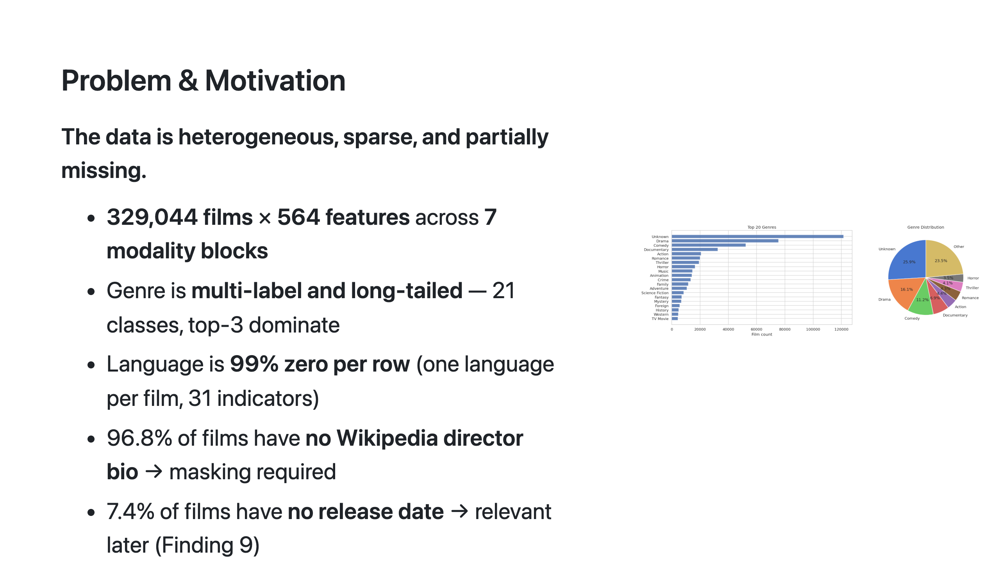 Problem & Motivation
The data is heterogeneous, sparse, and partially
missing.
• 329,044 films × 564 features across 7
modality blocks
• Genre is multi-label and long-tailed — 21
classes, top-3 dominate
• Language is 99% zero per row (one language
per film, 31 indicators)
• 96.8% of films have no Wikipedia director
bio → masking required
• 7.4% of films have no release date → relevant
later (Finding 9)
Top 20 Genres
Unknown
Drama
Comedy
Documentary
Action
Romance
Thriller
Horror
Music
Animation
Crime
Family
Adventure
Science Fiction
Fantasy
Mystery
Foreign
History
Western
TV Movie
0 20000 40000 60000 80000 100000 120000
Film count
Genre Distribution
Unknown
25.9%
Drama
16.1%
Comedy
11.2%
Documentary
6.9%
Action
4.4%
Romance
4.3%
Thriller
4.1%
Horror
3.5%
Other
23.5%